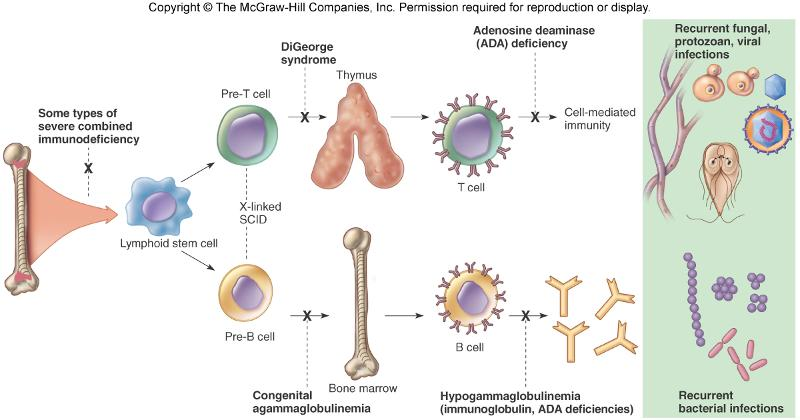 Copyright © The McGraw-Hill Companies, Inc. Permission required for reproduction or display.
Adenosine deaminase
(ADA) deficiency
Recurrent fungal,
protozoan, viral
infections
DiGeorge
syndrome
Thymus
Pre-T cell
Some types of
severe combined
immunodeficiency
X
X
X
Cell-mediated
immunity
T cell
X-linked
SCID
Lymphoid stem cell
X
X
Pre-B cell
B cell
Bone marrow
Congenital
agammaglobulinemia
Hypogammaglobulinemia
(immunoglobulin, ADA deficiencies)
Recurrent
bacterial infections